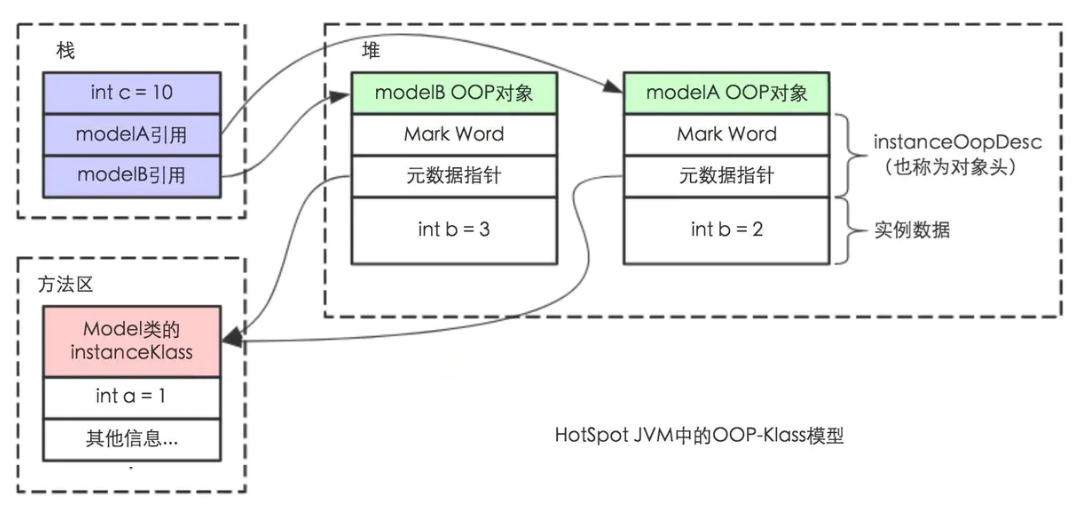 栈
int c = 10
modelA引用
modelB引用
堆
modelB OOP对象
Mark Word
元数据指针
int b = 3
modelA OOP对象
Mark Word
元数据指针
int b = 2
instanceOopDesc
（也称为对象头）
实例数据
方法区
Model类的
instanceKlass
int a = 1
其他信息...
HotSpot JVM中的OOP-Klass模型